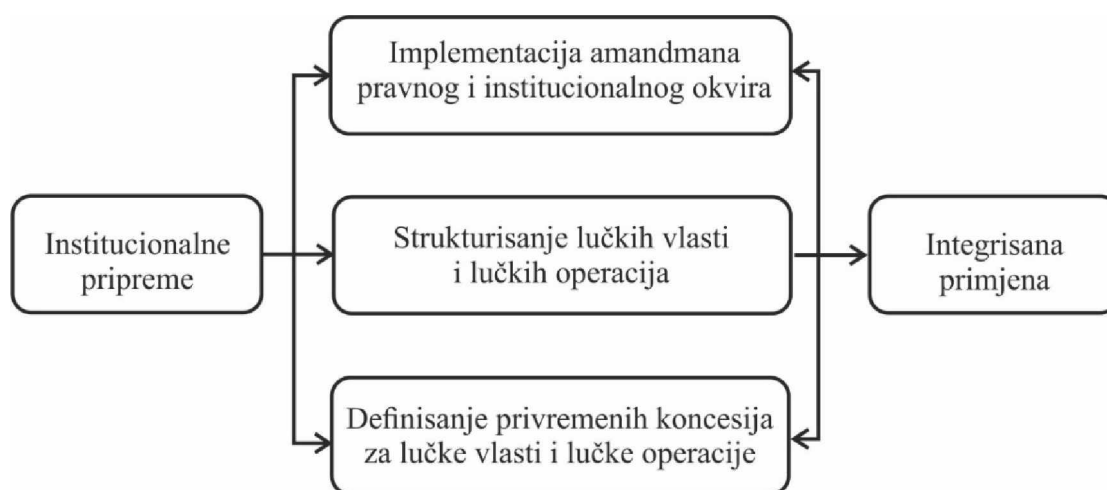 Implementacija amandmana
pravnog i institucionalnog okvira
Institucionalne
pripreme
Strukturisanje lučkih vlasti
i lučkih operacija
Integrisana
primjena
Definisanje privremenih koncesija
za lučke vlasti i lučke operacije